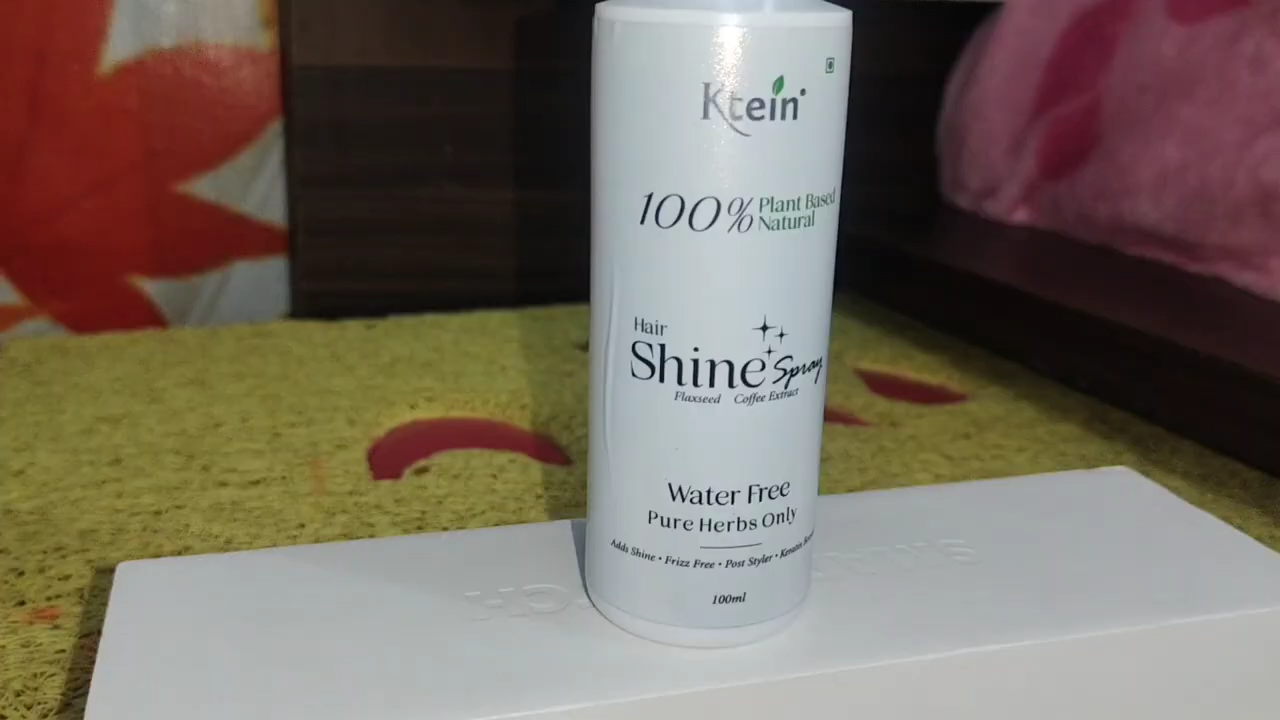 Ktein
100% Plant Based
Natural
Hair
Shine Spray
Flaxseed Coffee Extract
Water Free
Pure Herbs Only
Adds Shine • Frizz Free • Post Styler • Keratin
100ml